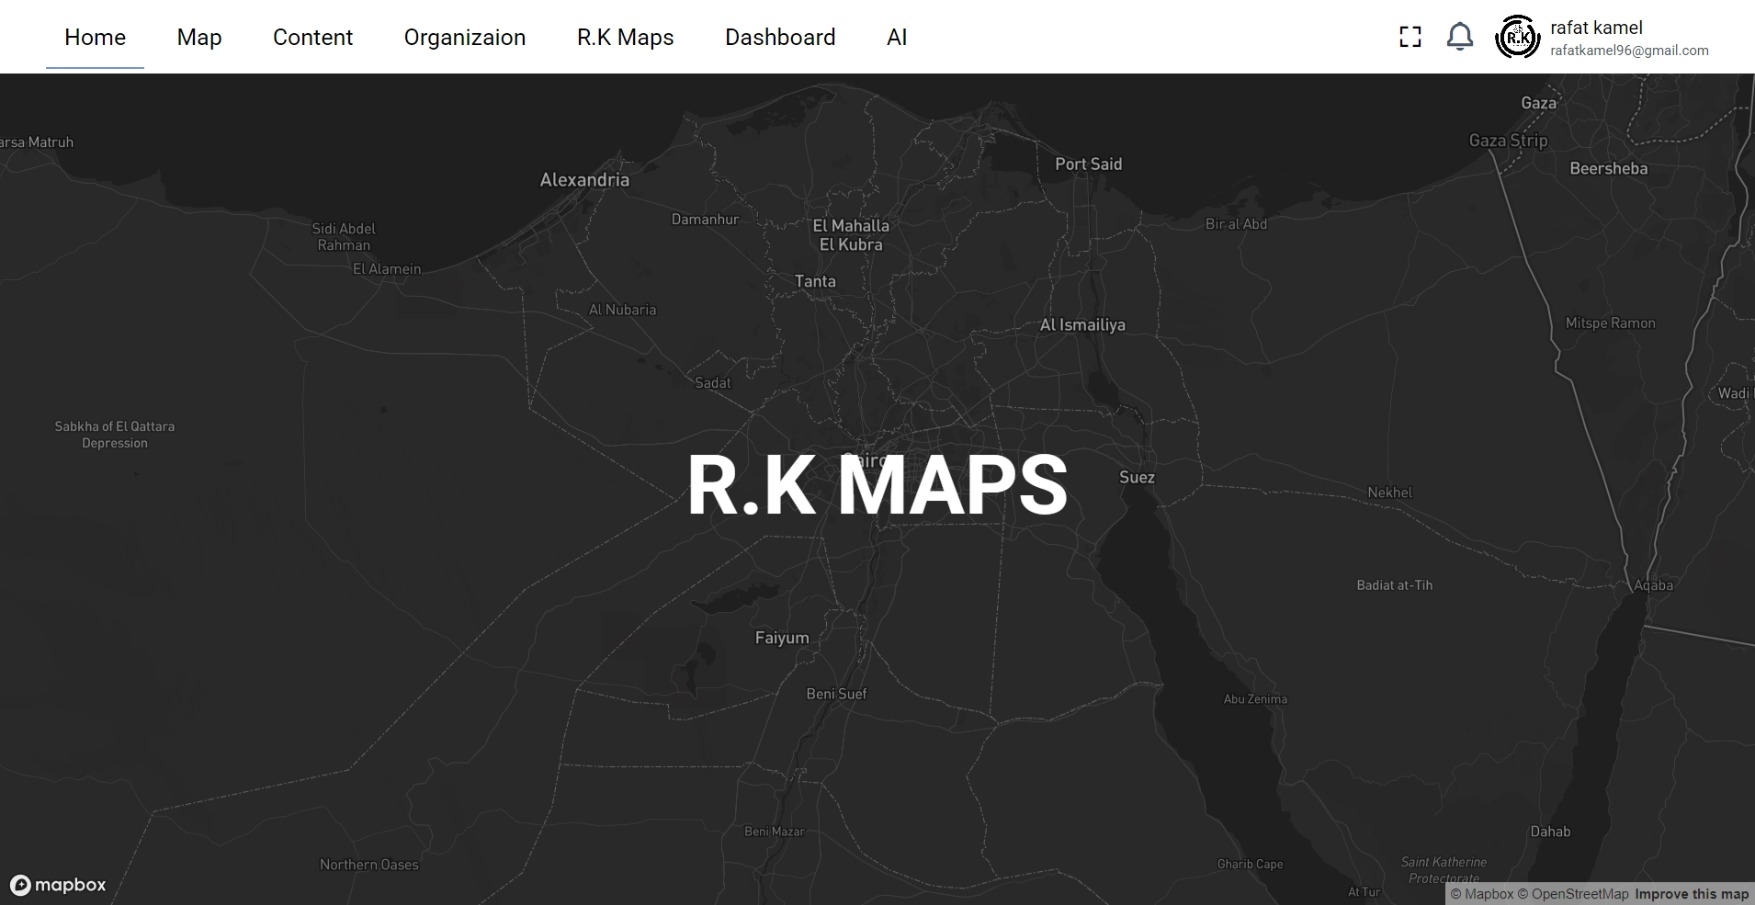 Home Map Content Organizaion R.K Maps Dashboard AI
R.K
rafat kamel
rafatkamel96@gmail.com
Gaza
Gaza Strip
arsa Matruh
Port Said
Beersheba
Alexandria
Damanhur
El Mahalla
El Kubra
Bir al Abd
Sidi Abdel
Rahman
El Alamein
Tanta
Al Nubaria
Al Ismailiya
Mitspe Ramon
Sadat
Wadi
Sabkha of El Qattara
Depression
Cairo
R.K MAPS
Suez
Nekhel
Badiat at-Tih
Aqaba
Faiyum
Beni Suef
Abu Zenima
Beni Mazar
Dahab
Northern Oases
Gharib Cape
Saint Katherine
Protectorate
At Tur
mapbox
© Mapbox © OpenStreetMap Improve this map